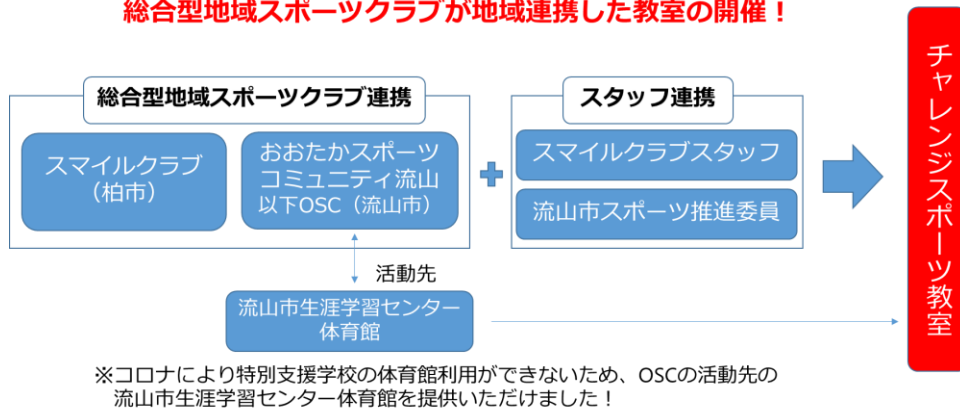 総合型地域スポーツクラブが地域連携した教室の開催！
総合型地域スポーツクラブ連携
スマイルクラブ
（柏市）
おおたかスポーツ
コミュニティ流山
以下OSC（流山市）
スタッフ連携
スマイルクラブスタッフ
流山市スポーツ推進委員
チャレンジスポーツ教室
活動先
流山市生涯学習センター
体育館
※コロナにより特別支援学校の体育館利用ができないため、OSCの活動先の
流山市生涯学習センター体育館を提供いただけました！